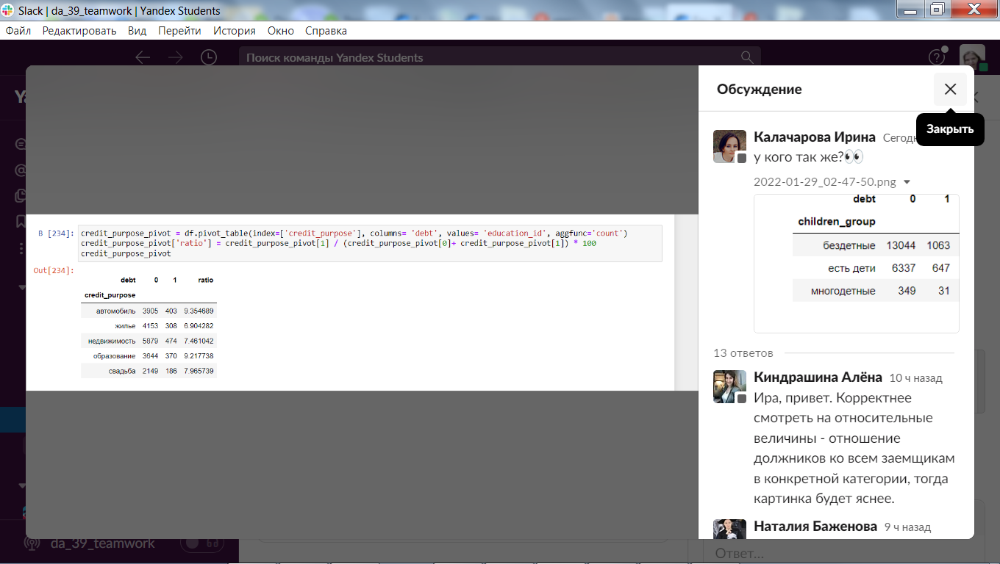 Slack | da_39_teamwork | Yandex Students
Файл Редактировать Вид Перейти История Окно Справка
Поиск команды Yandex Students
B [234]:
credit_purpose_pivot = df.pivot_table(index=['credit_purpose'], columns= 'debt', values= 'education_id', aggfunc='count')
credit_purpose_pivot['ratio'] = credit_purpose_pivot[1] / (credit_purpose_pivot[0]+ credit_purpose_pivot[1]) * 100
credit_purpose_pivot
Out[234]:
debt 0 1 ratio
credit_purpose
автомобиль 3905 403 9.354689
жилье 4153 308 6.904282
недвижимость 5879 474 7.461042
образование 3644 370 9.217738
свадьба 2149 186 7.965739
Обсуждение
Закрыть
Калачарова Ирина
у кого так же?👀
2022-01-29_02-47-50.png
debt 0 1
children_group
бездетные 13044 1063
есть дети 6337 647
многодетные 349 31
13 ответов
Киндрашина Алёна 10 ч назад
Ира, привет. Корректнее
смотреть на относительные
величины - отношение
должников ко всем заемщикам
в конкретной категории, тогда
картинка будет яснее.
Наталия Баженова 9 ч назад
da_39_teamwork
Ответ...